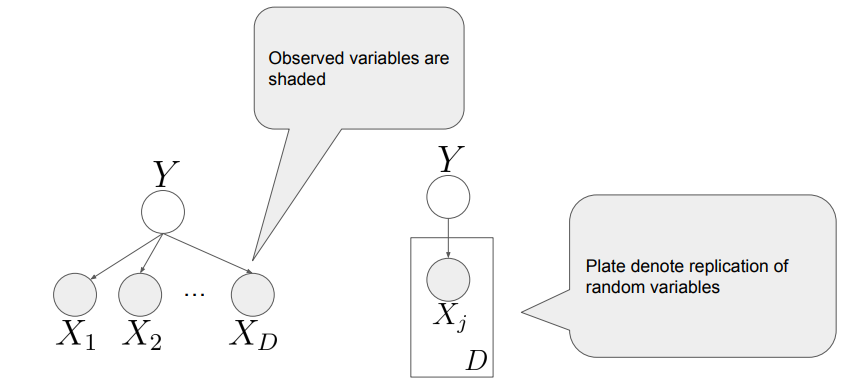 Observed variables are
shaded
Y
Y
X_1 X_2 ... X_D
X_j
D
Plate denote replication of
random variables